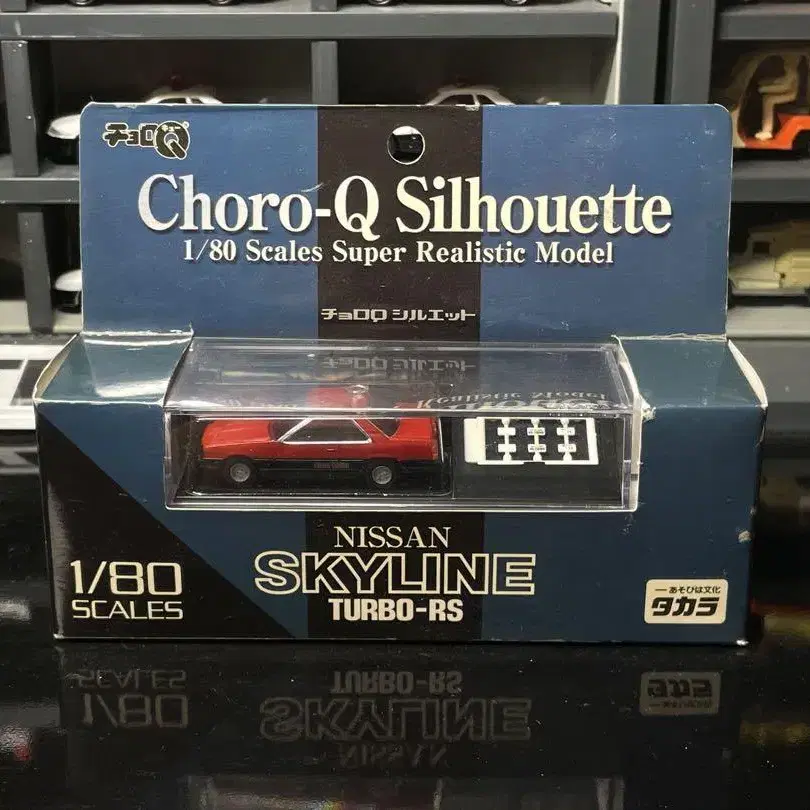 チョロQ
Choro-Q Silhouette
1/80 Scales Super Realistic Model
チョロQ シルエット
NISSAN
SKYLINE
TURBO-RS
1/80
SCALES
あそびは文化
タカラ